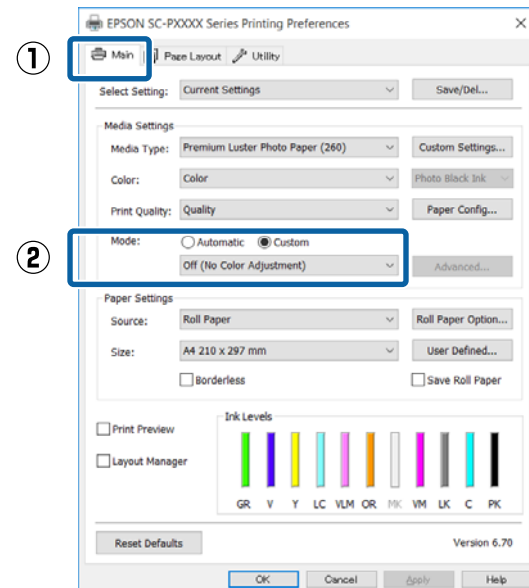 EPSON SC-PXXXX Series Printing Preferences
① Main Page Layout Utility
Select Setting: Current Settings Save/Del...
Media Settings
Media Type: Premium Luster Photo Paper (260) Custom Settings...
Color: Color Photo Black Ink
Print Quality: Quality Paper Config...
② Mode: Automatic Custom
Off (No Color Adjustment) Advanced...
Paper Settings
Source: Roll Paper Roll Paper Option...
Size: A4 210 x 297 mm User Defined...
Borderless Save Roll Paper
Print Preview
Layout Manager
Ink Levels
GR V Y LC VLM OR MK VM LK C PK
Reset Defaults Version 6.70
OK Cancel Apply Help